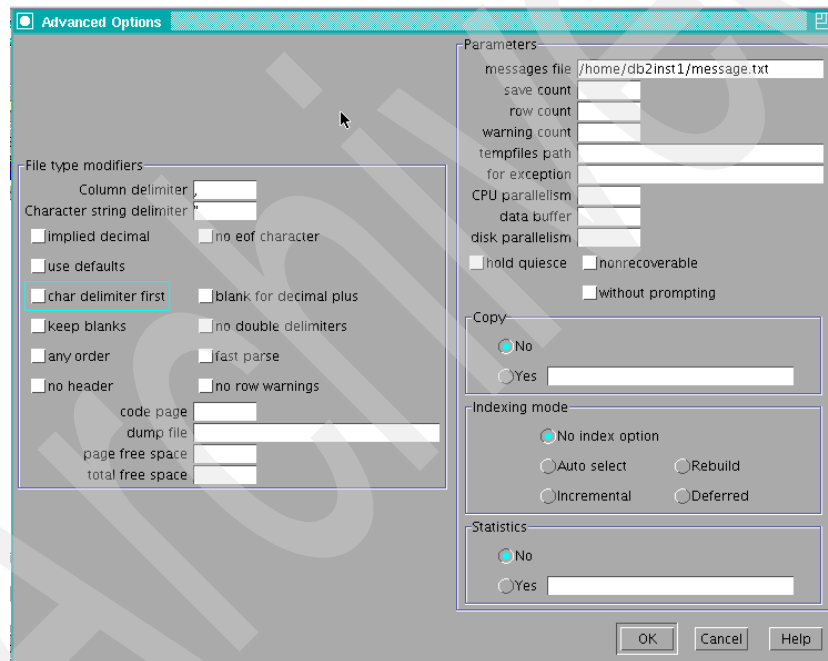 Advanced Options
Parameters
messages file /home/db2inst1/message.txt
save count
row count
warning count
tempfiles path
for exception
CPU parallelism
data buffer
disk parallelism
hold quiesce nonrecoverable
without prompting
File type modifiers
Column delimiter ,
Character string delimiter "
implied decimal no eof character
use defaults
char delimiter first blank for decimal plus
keep blanks no double delimiters
any order fast parse
no header no row warnings
code page
dump file
page free space
total free space
Copy
No
Yes
Indexing mode
No index option
Auto select Rebuild
Incremental Deferred
Statistics
No
Yes
OK Cancel Help
Archive